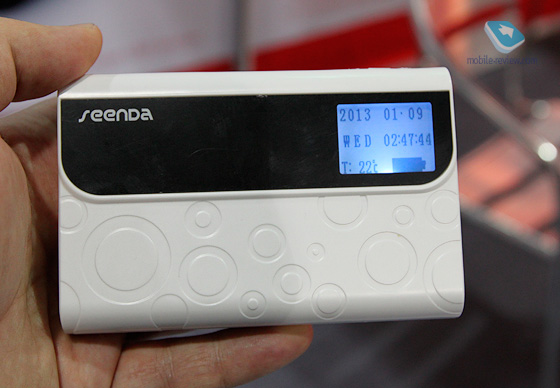 mobile-review.com
seenda
2013 01·09
WED 02:47:44
T: 22℃